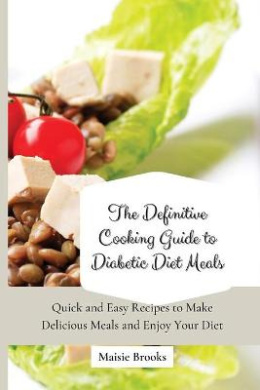 The Definitive
Cooking Guide to
Diabetic Diet Meals
Quick and Easy Recipes to Make
Delicious Meals and Enjoy Your Diet
Maisie Brooks